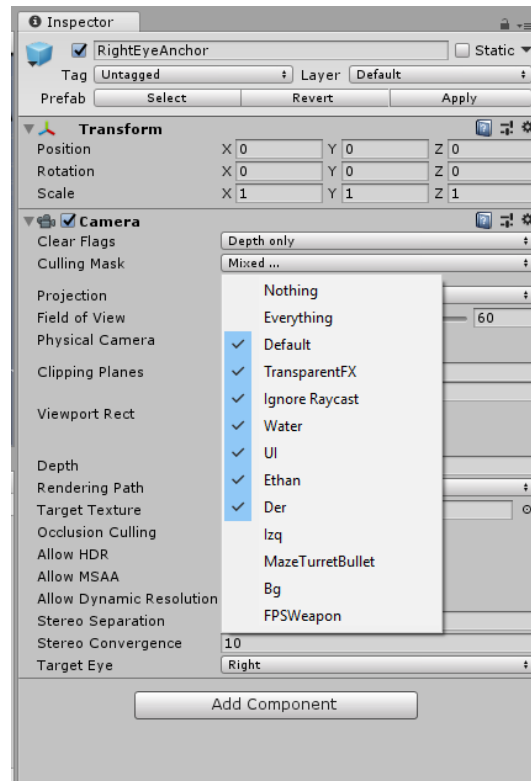 Inspector
RightEyeAnchor Static
Tag Untagged Layer Default
Prefab Select Revert Apply
Transform
Position X 0 Y 0 Z 0
Rotation X 0 Y 0 Z 0
Scale X 1 Y 1 Z 1
Camera
Clear Flags Depth only
Culling Mask Mixed ...
Nothing
Projection
Everything
Field of View 60
Physical Camera Default
Clipping Planes TransparentFX
Ignore Raycast
Viewport Rect
Water
UI
Depth
Rendering Path Ethan
Target Texture Der
Occlusion Culling Izq
Allow HDR
MazeTurretBullet
Allow MSAA
Bg
Allow Dynamic Resolution
Stereo Separation FPSWeapon
Stereo Convergence 10
Target Eye Right
Add Component